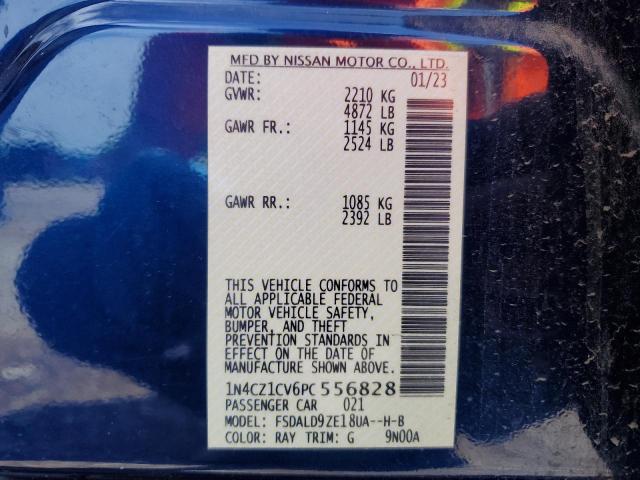 MFD BY NISSAN MOTOR CO., LTD.
DATE: 01/23
GVWR: 2210 KG
4872 LB
GAWR FR.: 1145 KG
2524 LB
GAWR RR.: 1085 KG
2392 LB
THIS VEHICLE CONFORMS TO
ALL APPLICABLE FEDERAL
MOTOR VEHICLE SAFETY,
BUMPER, AND THEFT
PREVENTION STANDARDS IN
EFFECT ON THE DATE OF
MANUFACTURE SHOWN ABOVE.
1N4CZ1CV6PC556828
PASSENGER CAR 021
MODEL: FSDALD9ZE18UA--H-B
COLOR: RAY TRIM: G 9N00A